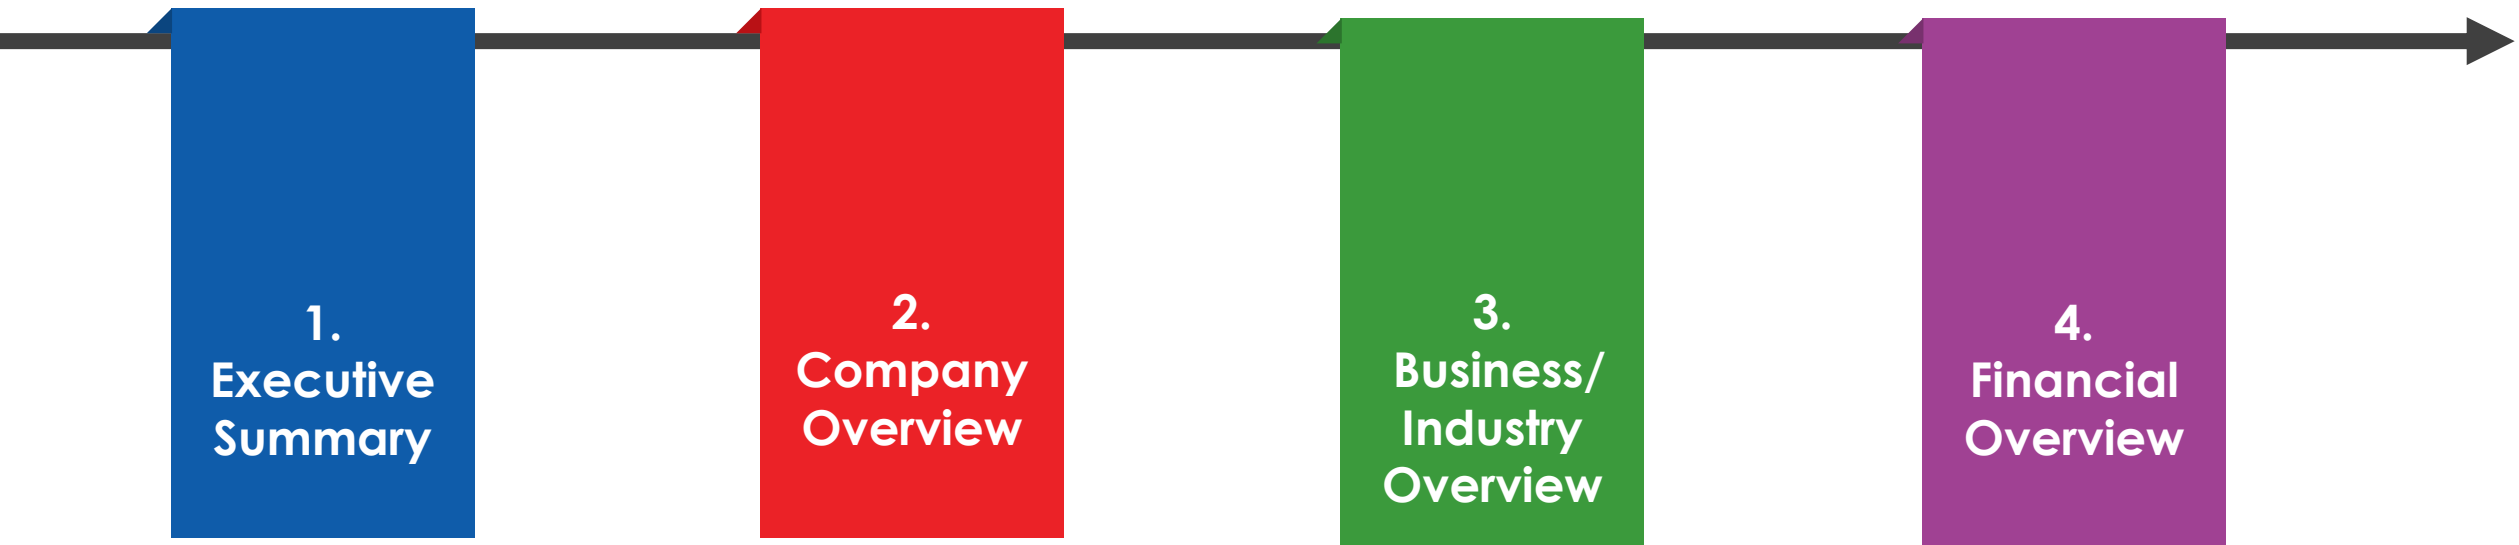 1.
Executive
Summary
2.
Company
Overview
3.
Business/
Industry
Overview
4.
Financial
Overview